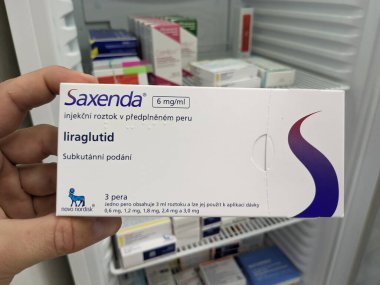 Saxenda® 6 mg/ml
injekční roztok v předplněném peru
liraglutid
Subkutánní podání
3 pera
Jedno pero obsahuje 3 ml roztoku a lze jej použít k aplikaci dávky
0,6 mg, 1,2 mg, 1,8 mg, 2,4 mg a 3,0 mg
novo nordisk®